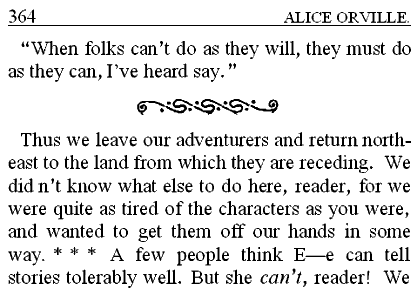 364 ALICE ORVILLE.
“When folks can’t do as they will, they must do
as they can, I’ve heard say.”
Thus we leave our adventurers and return north-
east to the land from which they are receding. We
did n’t know what else to do here, reader, for we
were quite as tired of the characters as you were,
and wanted to get them off our hands in some
way. * * * A few people think E—e can tell
stories tolerably well. But she can’t, reader! We